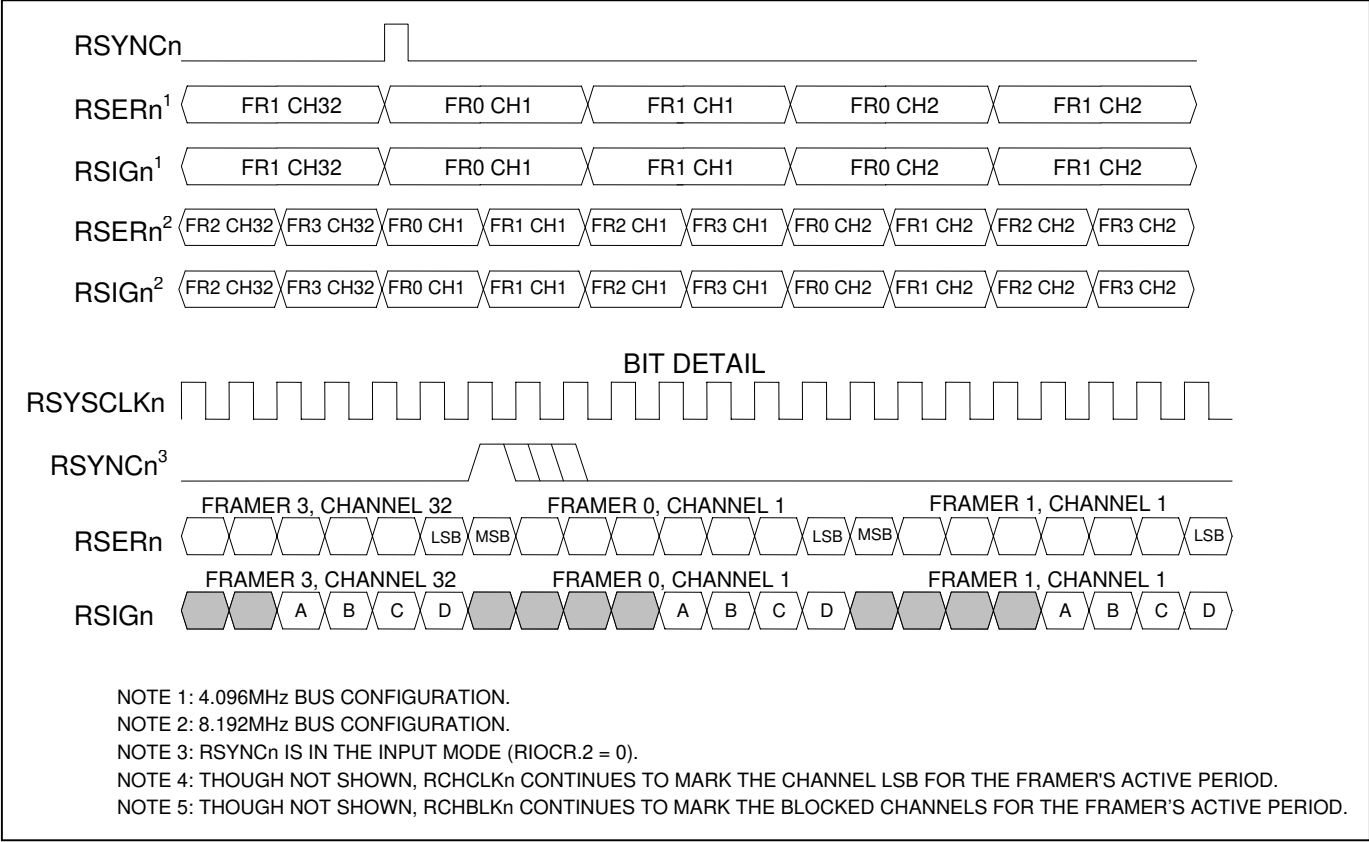 RSYNCn
RSERn1 FR1 CH32 FR0 CH1 FR1 CH1 FR0 CH2 FR1 CH2
RSIGn1 FR1 CH32 FR0 CH1 FR1 CH1 FR0 CH2 FR1 CH2
RSERn2 FR2 CH32 FR3 CH32 FR0 CH1 FR1 CH1 FR2 CH1 FR3 CH1 FR0 CH2 FR1 CH2 FR2 CH2 FR3 CH2
RSIGn2 FR2 CH32 FR3 CH32 FR0 CH1 FR1 CH1 FR2 CH1 FR3 CH1 FR0 CH2 FR1 CH2 FR2 CH2 FR3 CH2
BIT DETAIL
RSYSCLKn
RSYNCn3
FRAMER 3, CHANNEL 32 FRAMER 0, CHANNEL 1 FRAMER 1, CHANNEL 1
RSERn LSB MSB LSB MSB LSB
FRAMER 3, CHANNEL 32 FRAMER 0, CHANNEL 1 FRAMER 1, CHANNEL 1
RSIGn A B C D A B C D A B C D
NOTE 1: 4.096MHz BUS CONFIGURATION.
NOTE 2: 8.192MHz BUS CONFIGURATION.
NOTE 3: RSYNCn IS IN THE INPUT MODE (RIOCR.2 = 0).
NOTE 4: THOUGH NOT SHOWN, RCHCLKn CONTINUES TO MARK THE CHANNEL LSB FOR THE FRAMER'S ACTIVE PERIOD.
NOTE 5: THOUGH NOT SHOWN, RCHBLKn CONTINUES TO MARK THE BLOCKED CHANNELS FOR THE FRAMER’S ACTIVE PERIOD.